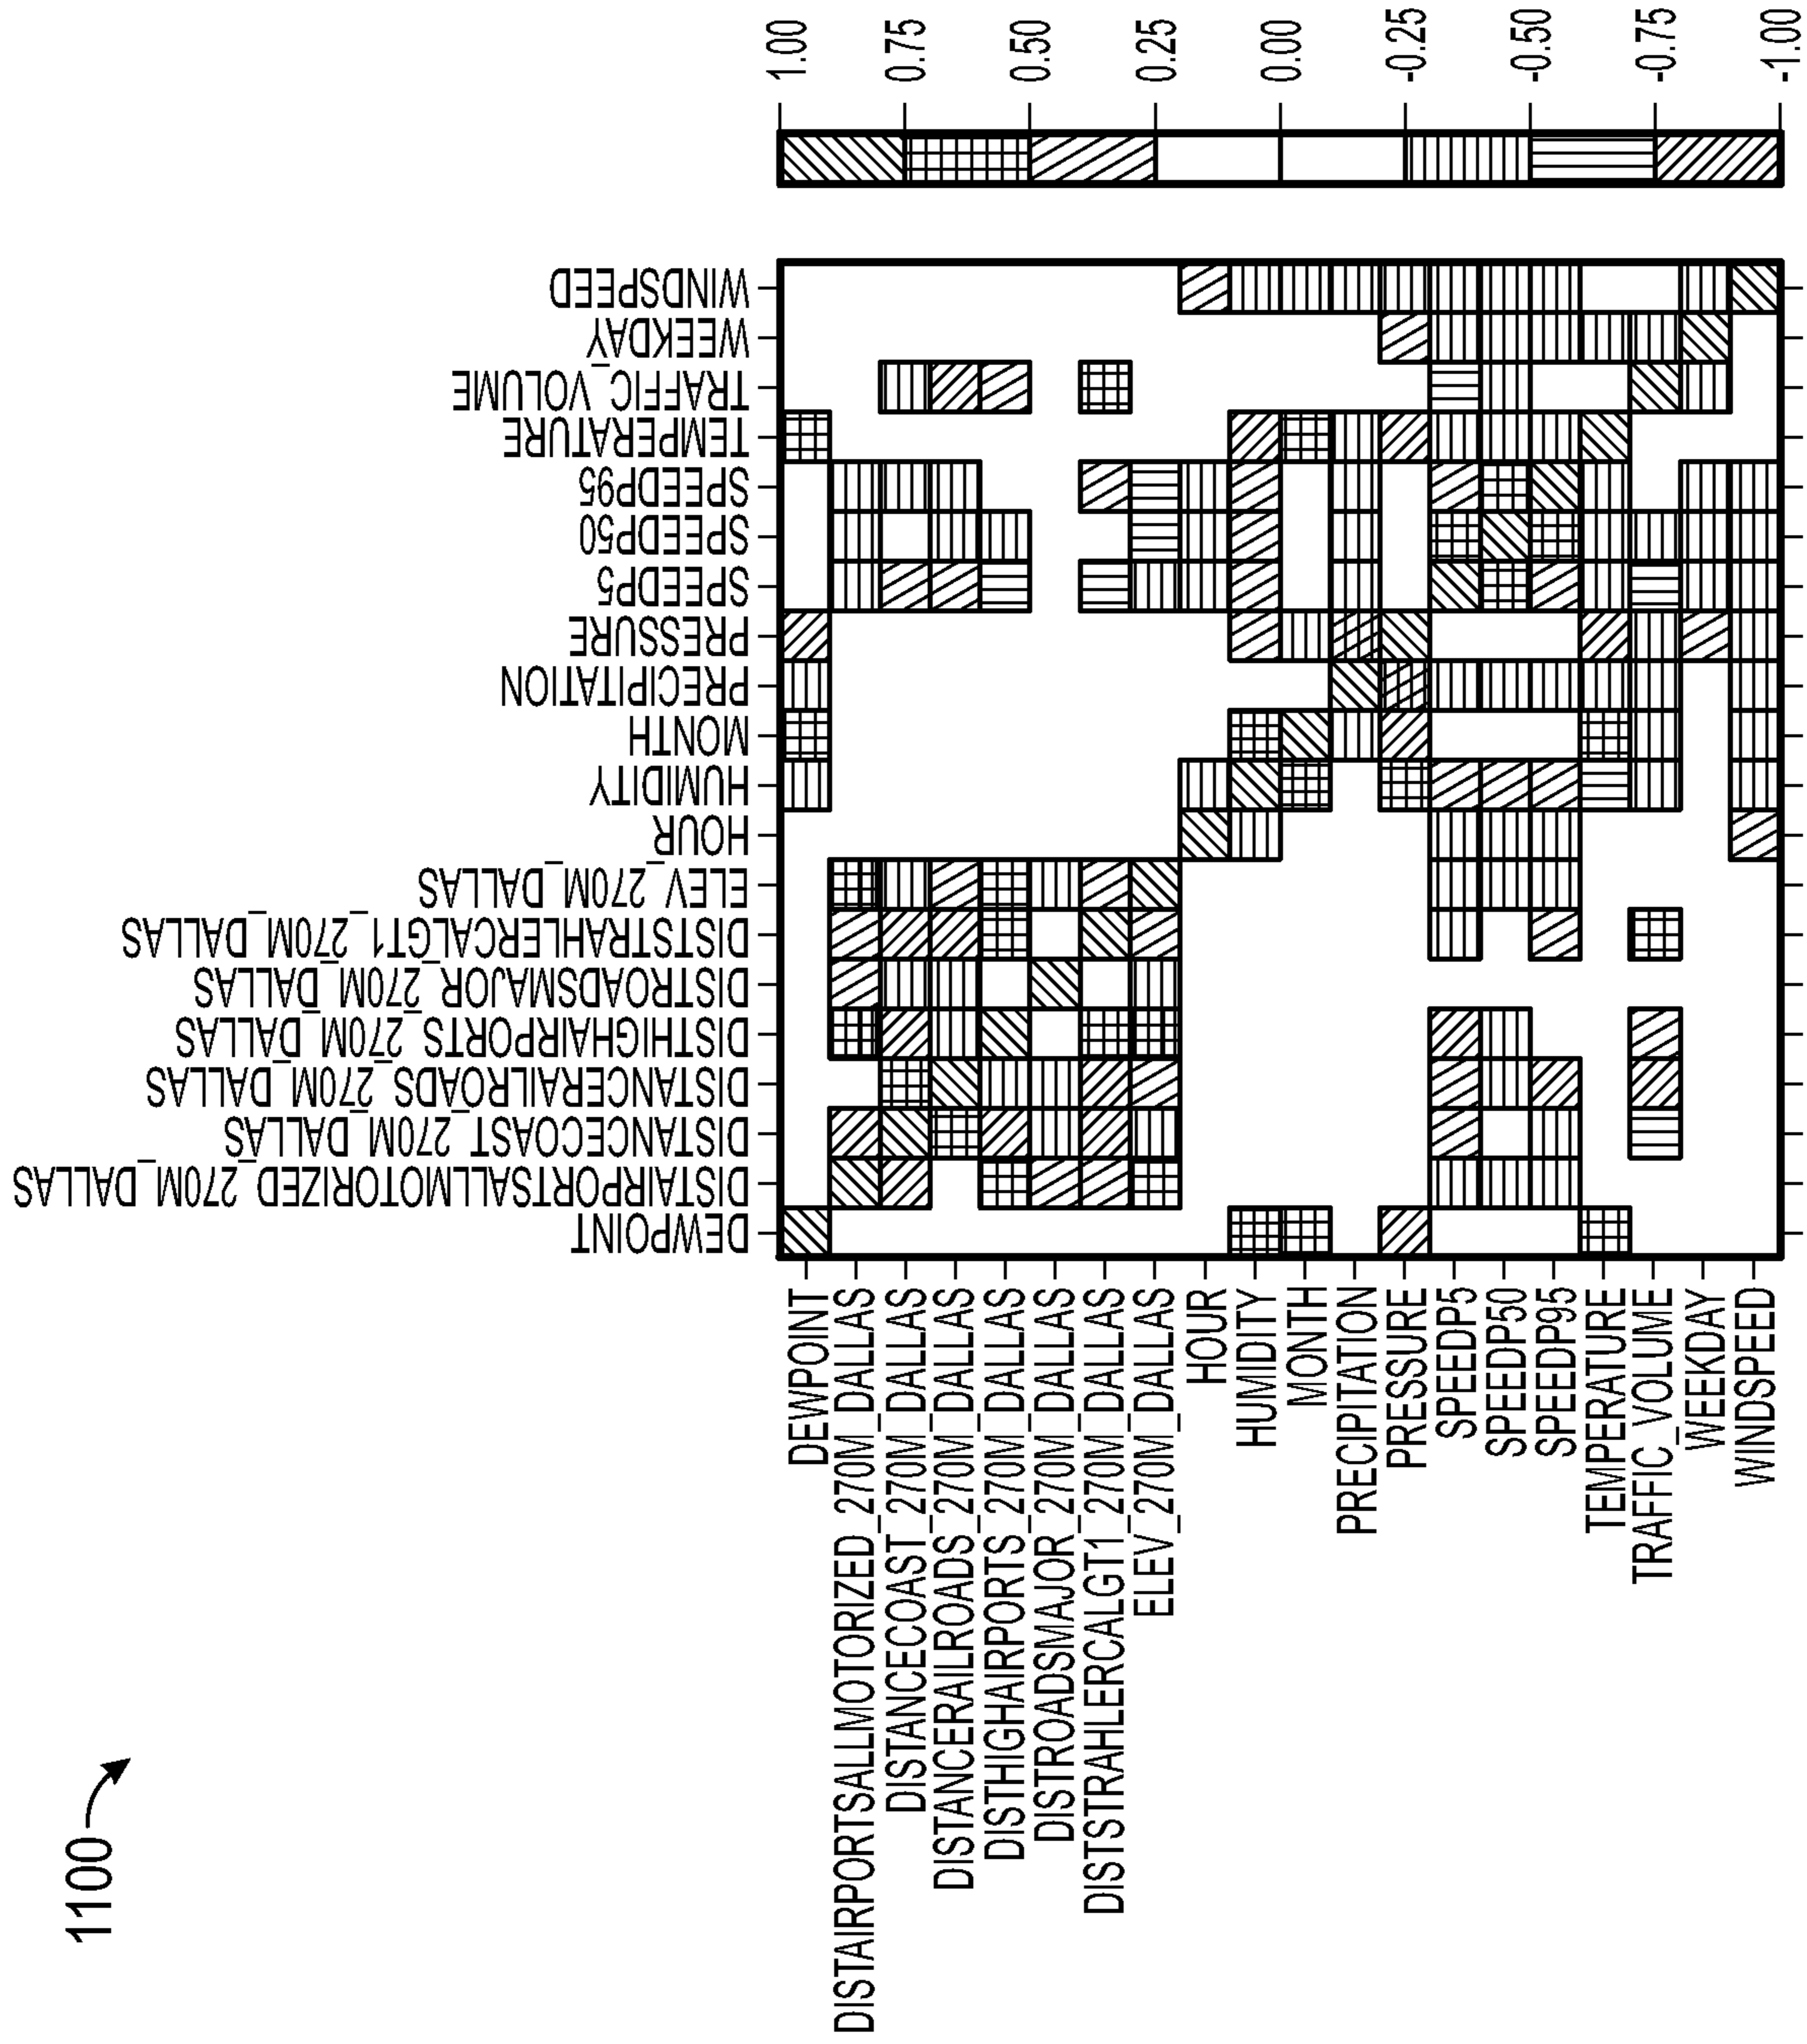 1100
1.00
0.75
0.50
0.25
0.00
-0.25
-0.50
-0.75
-1.00
WINDSPEED
WEEKDAY
TRAFFIC_VOLUME
TEMPERATURE
SPEEDP95
SPEEDP50
SPEEDP5
PRESSURE
PRECIPITATION
MONTH
HUMIDITY
HOUR
ELEV_270M_DALLAS
DISTSTRAHLERCALGT1_270M_DALLAS
DISTROADSMAJOR_270M_DALLAS
DISTHIGHAIRPORTS_270M_DALLAS
DISTANCERAILROADS_270M_DALLAS
DISTANCECOAST_270M_DALLAS
DISTAIRPORTSALLMOTORIZED_270M_DALLAS
DEWPOINT
DEWPOINT
DISTAIRPORTSALLMOTORIZED_270M_DALLAS
DISTANCECOAST_270M_DALLAS
DISTANCERAILROADS_270M_DALLAS
DISTHIGHAIRPORTS_270M_DALLAS
DISTROADSMAJOR_270M_DALLAS
DISTSTRAHLERCALGT1_270M_DALLAS
ELEV_270M_DALLAS
HOUR
HUMIDITY
MONTH
PRECIPITATION
PRESSURE
SPEEDP5
SPEEDP50
SPEEDP95
TEMPERATURE
TRAFFIC_VOLUME
WEEKDAY
WINDSPEED